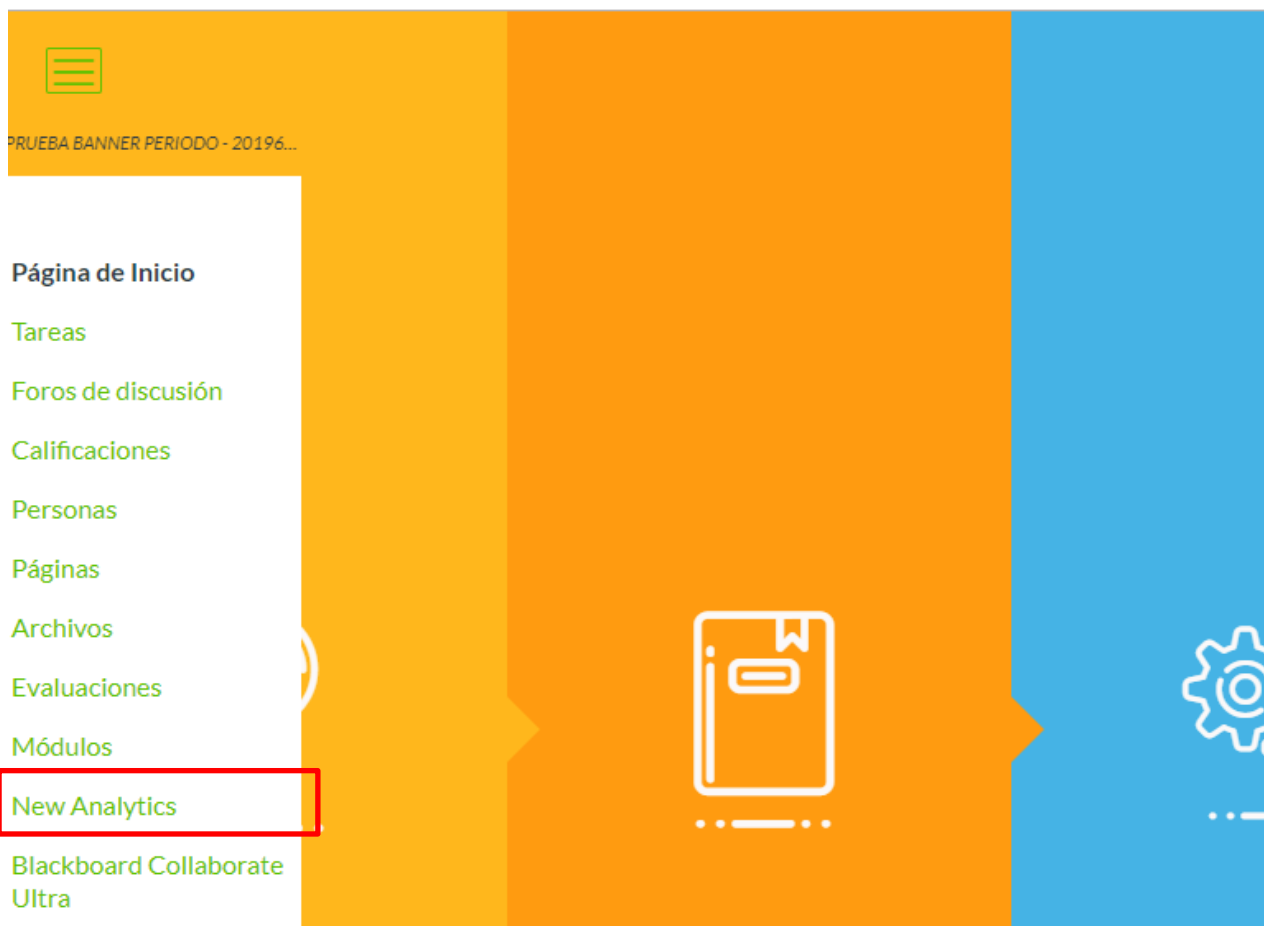 PRUEBA BANNER PERIODO - 20196...
Página de Inicio
Tareas
Foros de discusión
Calificaciones
Personas
Páginas
Archivos
Evaluaciones
Módulos
New Analytics
Blackboard Collaborate
Ultra